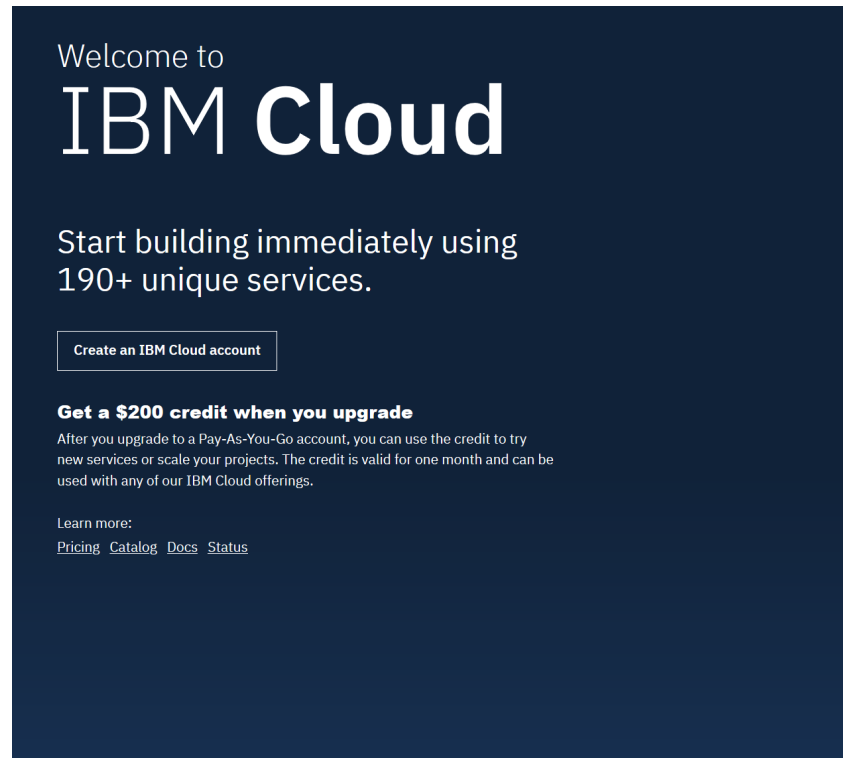 Welcome to
IBM Cloud
Start building immediately using
190+ unique services.
Create an IBM Cloud account
Get a $200 credit when you upgrade
After you upgrade to a Pay-As-You-Go account, you can use the credit to try
new services or scale your projects. The credit is valid for one month and can be
used with any of our IBM Cloud offerings.
Learn more:
Pricing Catalog Docs Status